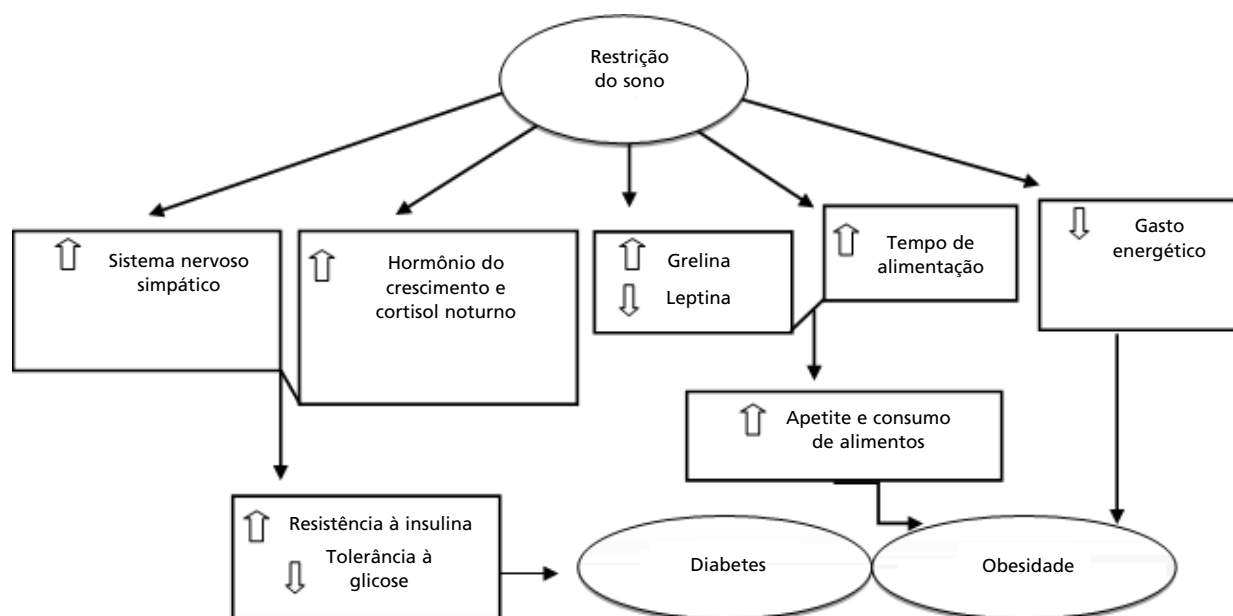 Restrição
do sono
Sistema nervoso
simpático
Hormônio do
crescimento e
cortisol noturno
Grelina
Leptina
Tempo de
alimentação
Gasto
energético
Apetite e consumo
de alimentos
Resistência à insulina
Tolerância à
glicose
Diabetes
Obesidade